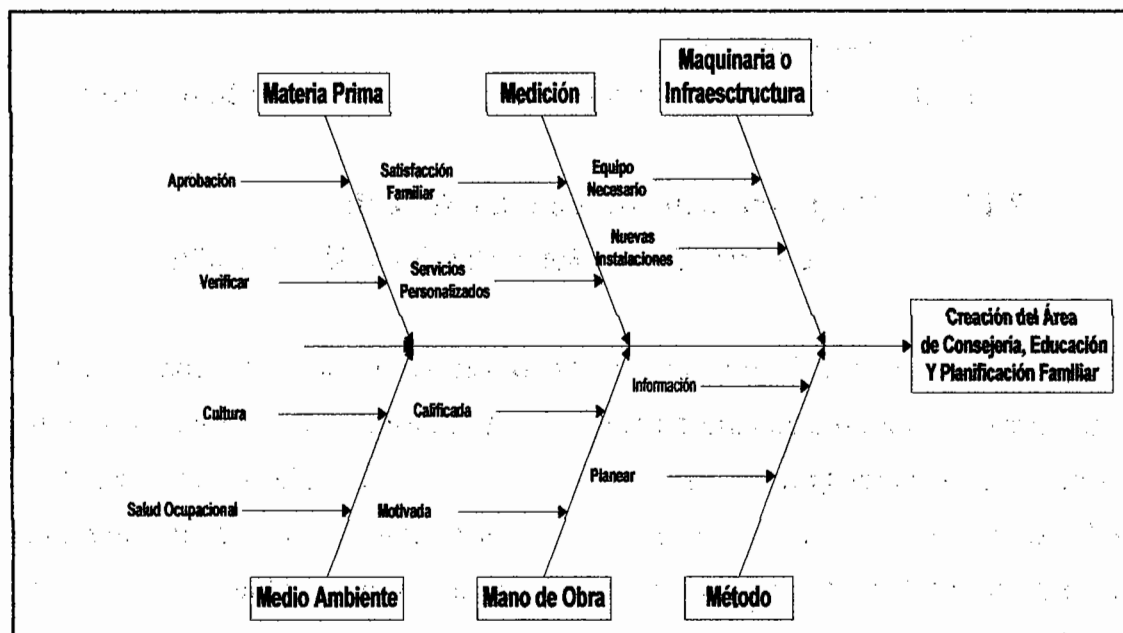 Maquinaria o
Infraesctructura
Materia Prima
Medición
Aprobación
Satisfacción
Familiar
Equipo
Necesario
Nuevas
Instalaciones
Verificar
Servicios
Personalizados
Creación del Área
de Consejería, Educación
Y Planificación Familiar
Información
Cultura
Calificada
Planear
Salud Ocupacional
Motivada
Medio Ambiente
Mano de Obra
Método